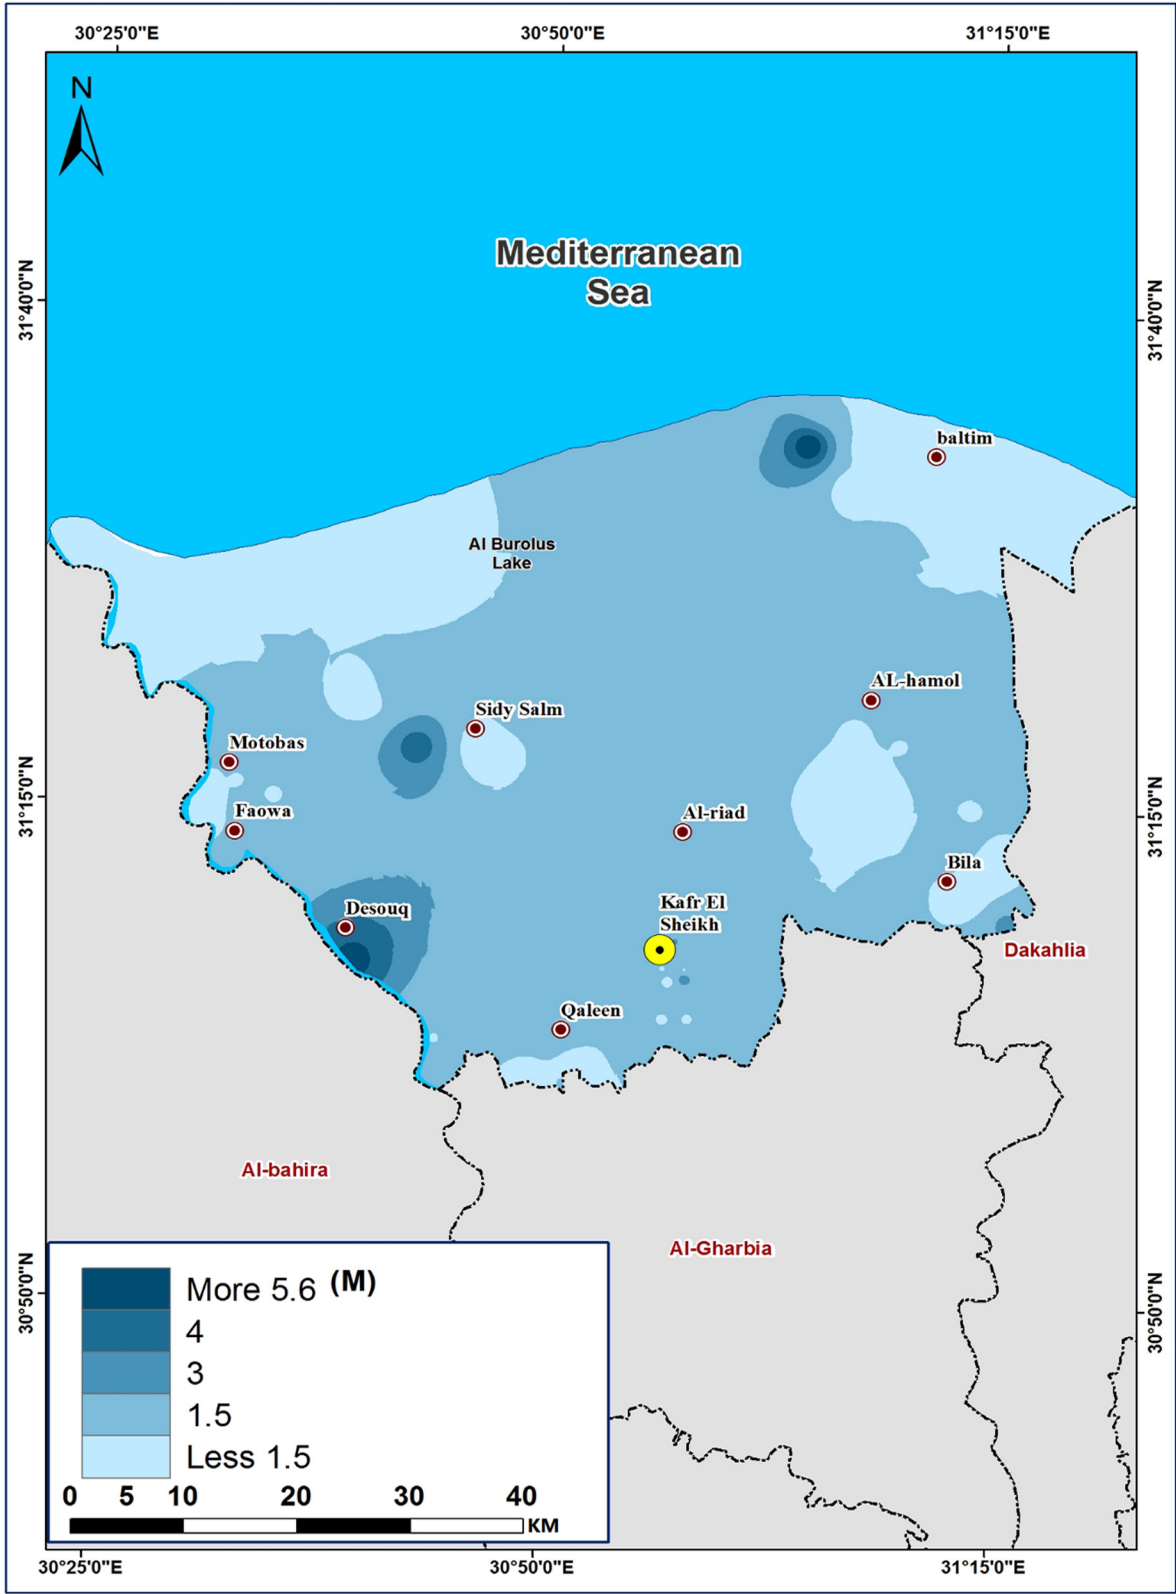 30°25'0"E
30°50'0"E
31°15'0"E
N
Mediterranean
Sea
31°40'0"N
31°40'0"N
baltim
Al Burolus
Lake
AL-hamol
Sidy Salm
Motobas
31°15'0"N
31°15'0"N
Faowa
Al-riad
Bila
Kafr El
Sheikh
Desouq
Dakahlia
Qaleen
Al-bahira
Al-Gharbia
30°50'0"N
30°50'0"N
More 5.6 (M)
4
3
1.5
Less 1.5
0 5 10 20 30 40
KM
30°25'0"E
30°50'0"E
31°15'0"E